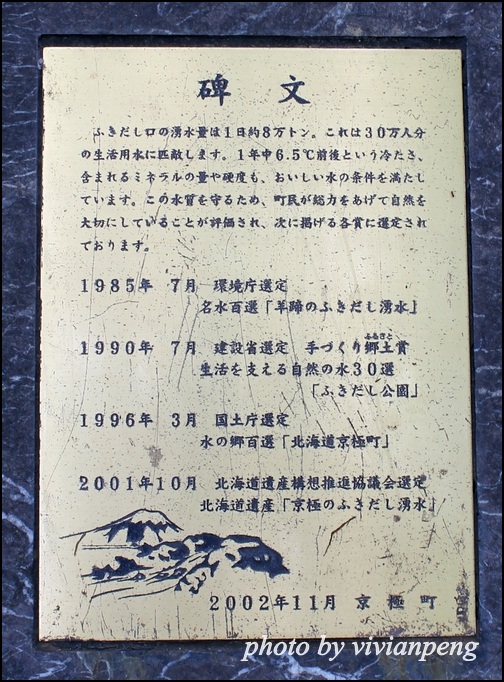 碑文
ふきだし口の湧水量は1日約8万トン。これは30万人分
の生活用水に匹敵します。1年中6.5℃前後という冷たさ、
含まれるミネラルの量や硬度も、おいしい水の条件を満たし
ています。この水質を守るため、町民が総力をあげて自然を
大切にしていることが評価され、次に掲げる各賞に選定され
ております。
1985年 7月 環境庁選定
名水百選「羊蹄のふきだし湧水」
1990年 7月 建設省選定 手づくり郷土賞
ふるさと
生活を支える自然の水30選
「ふきだし公園」
1996年 3月 国土庁選定
水の郷百選「北海道京極町」
2001年10月 北海道遺産構想推進協議会選定
北海道遺産「京極のふきだし湧水」
2002年11月 京極町
photo by vivianpeng